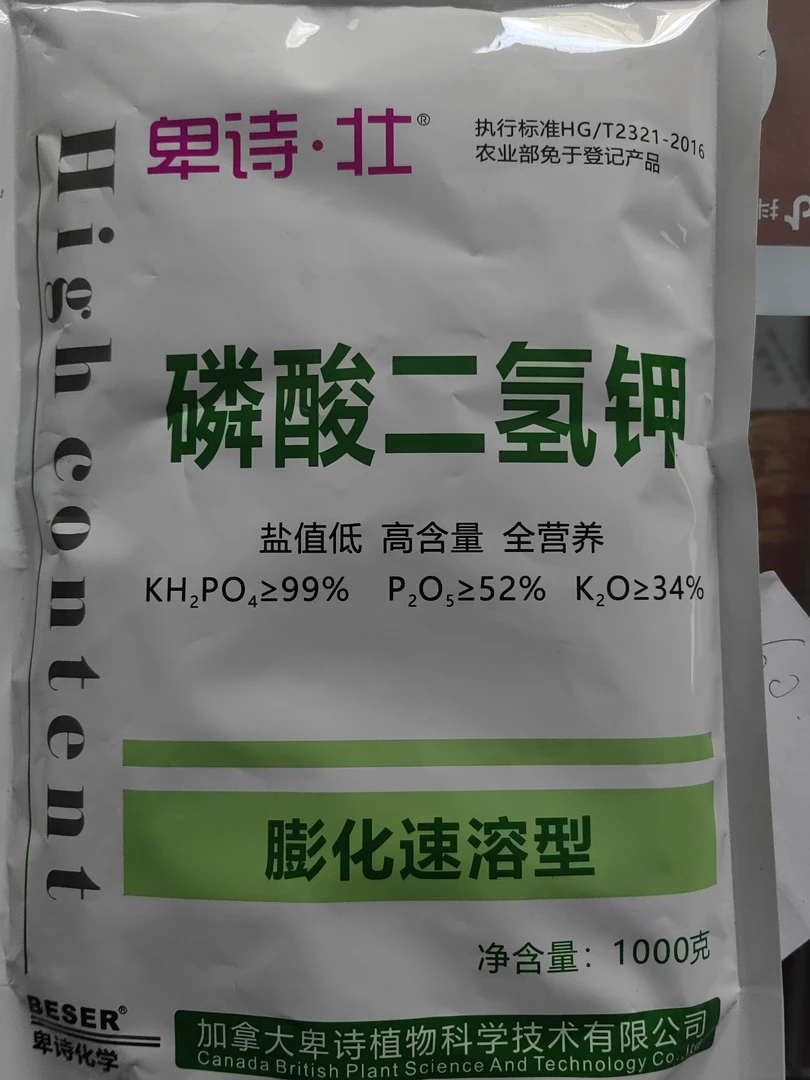 卑诗·壮®
执行标准HG/T2321-2016
农业部免于登记产品
High content
磷酸二氢钾
盐值低 高含量 全营养
KH₂PO₄≥99% P₂O₅≥52% K₂O≥34%
膨化速溶型
净含量：1000克
BESER®
卑诗化学
加拿大卑诗植物科学技术有限公司
Canada British Plant Science And Technology Co.,Ltd
抖